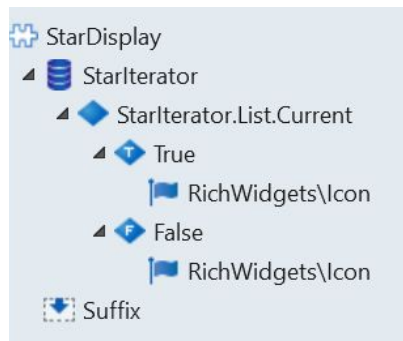 StarDisplay
StarIterator
StarIterator.List.Current
T True
RichWidgets\Icon
F False
RichWidgets\Icon
Suffix